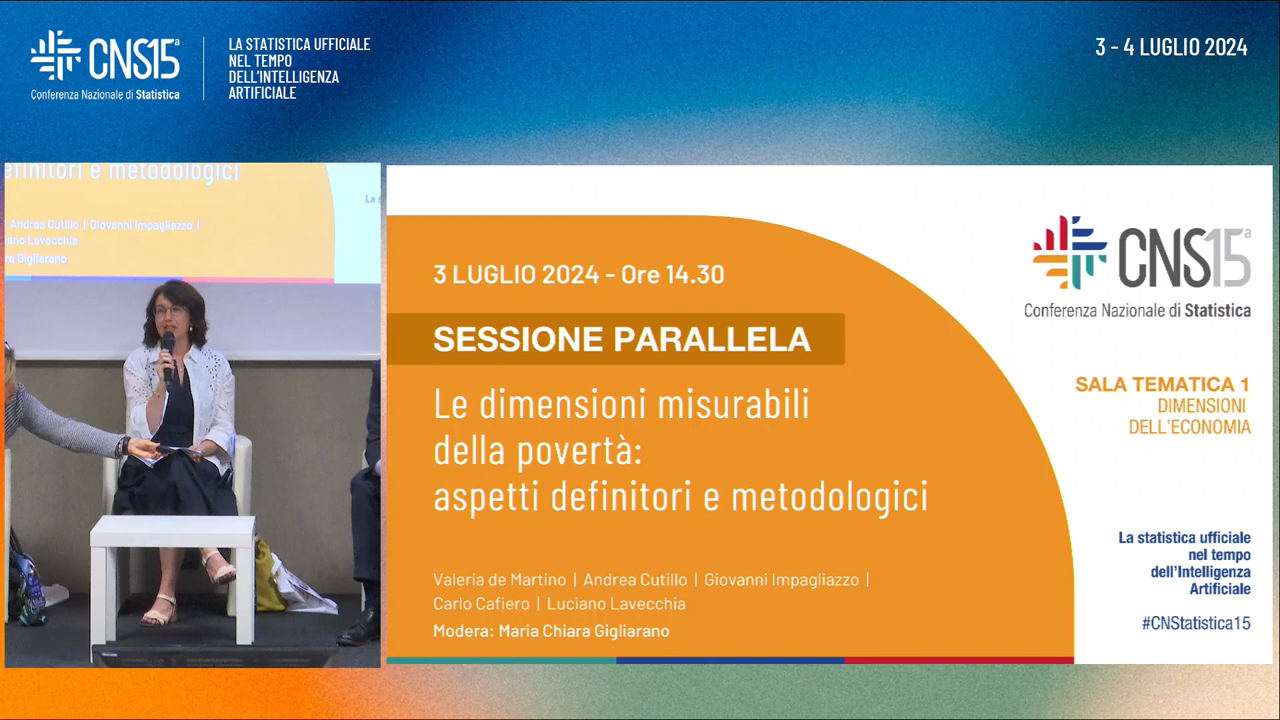 CNS15ª
Conferenza Nazionale di Statistica
LA STATISTICA UFFICIALE
NEL TEMPO
DELL'INTELLIGENZA
ARTIFICIALE
3 - 4 LUGLIO 2024
efinitori e metodologici
La s
Andrea Cutillo | Giovanni Impagliazzo |
iano Lavecchia
ra Gigliarano
3 LUGLIO 2024 - Ore 14.30
SESSIONE PARALLELA
Le dimensioni misurabili
della povertà:
aspetti definitori e metodologici
Valeria de Martino | Andrea Cutillo | Giovanni Impagliazzo |
Carlo Cafiero | Luciano Lavecchia
Modera: Maria Chiara Gigliarano
CNS15ª
Conferenza Nazionale di Statistica
SALA TEMATICA 1
DIMENSIONI
DELL'ECONOMIA
La statistica ufficiale
nel tempo
dell'Intelligenza
Artificiale
#CNStatistica15